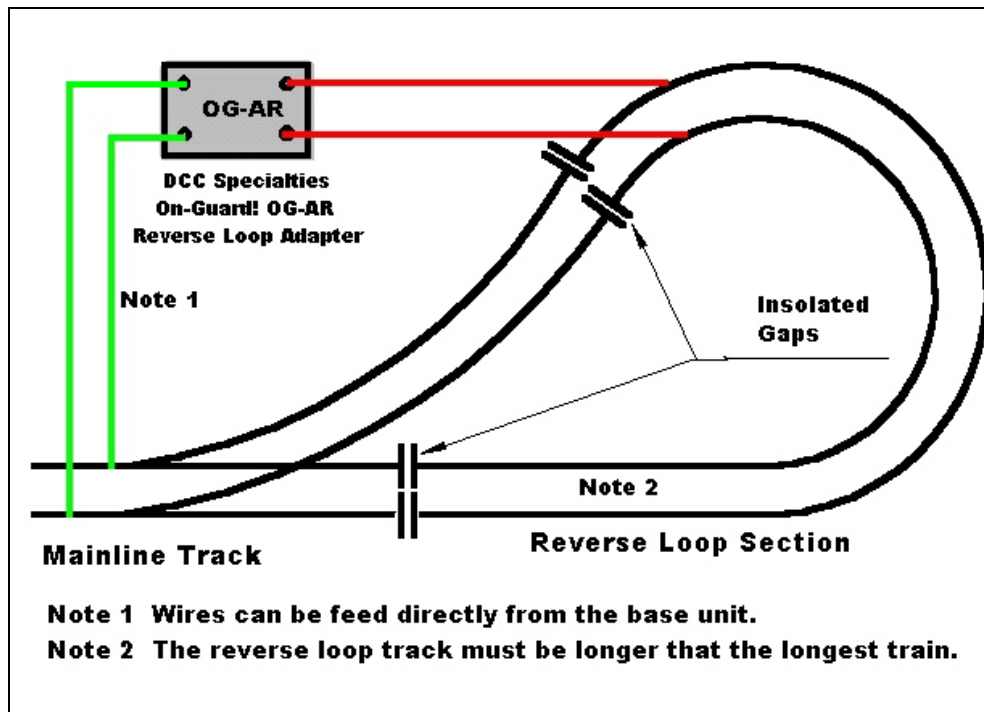 OG-AR
DCC Specialties
On-Guard! OG-AR
Reverse Loop Adapter
Note 1
Insolated
Gaps
Note 2
Mainline Track
Reverse Loop Section
Note 1 Wires can be feed directly from the base unit.
Note 2 The reverse loop track must be longer that the longest train.